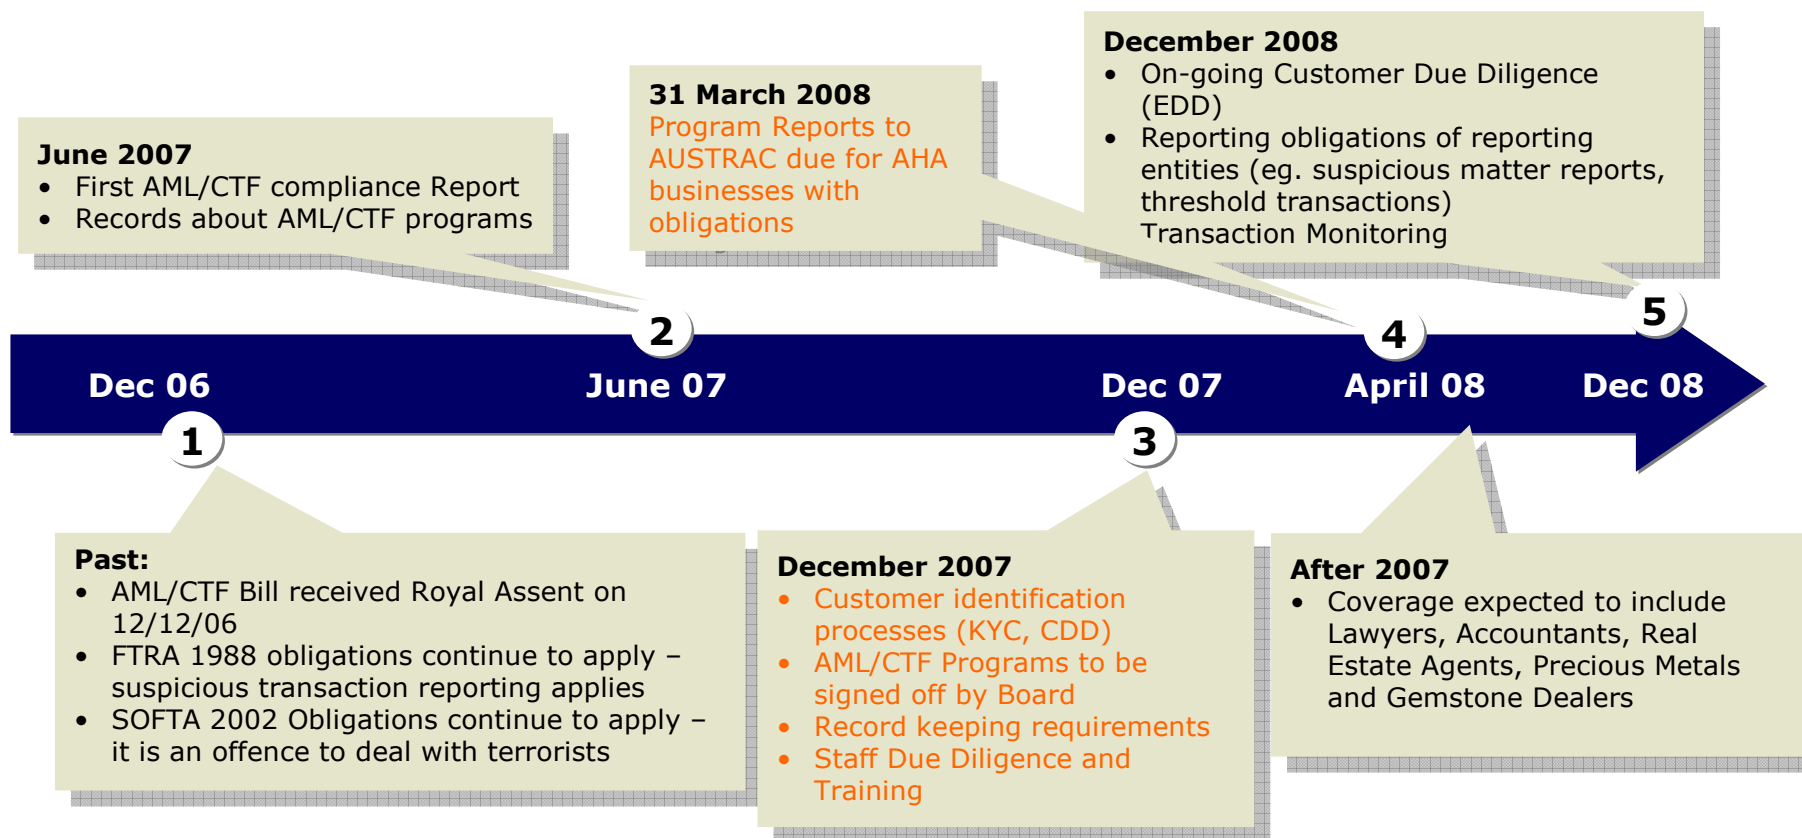 December 2008
• On-going Customer Due Diligence
(EDD)
• Reporting obligations of reporting
entities (eg. suspicious matter reports,
threshold transactions)
Transaction Monitoring
31 March 2008
Program Reports to
AUSTRAC due for AHA
businesses with
obligations
June 2007
• First AML/CTF compliance Report
• Records about AML/CTF programs
2
4
5
Dec 06
June 07
Dec 07
April 08
Dec 08
1
3
Past:
• AML/CTF Bill received Royal Assent on
12/12/06
• FTRA 1988 obligations continue to apply –
suspicious transaction reporting applies
• SOFTA 2002 Obligations continue to apply –
it is an offence to deal with terrorists
December 2007
• Customer identification
processes (KYC, CDD)
• AML/CTF Programs to be
signed off by Board
• Record keeping requirements
• Staff Due Diligence and
Training
After 2007
• Coverage expected to include
Lawyers, Accountants, Real
Estate Agents, Precious Metals
and Gemstone Dealers